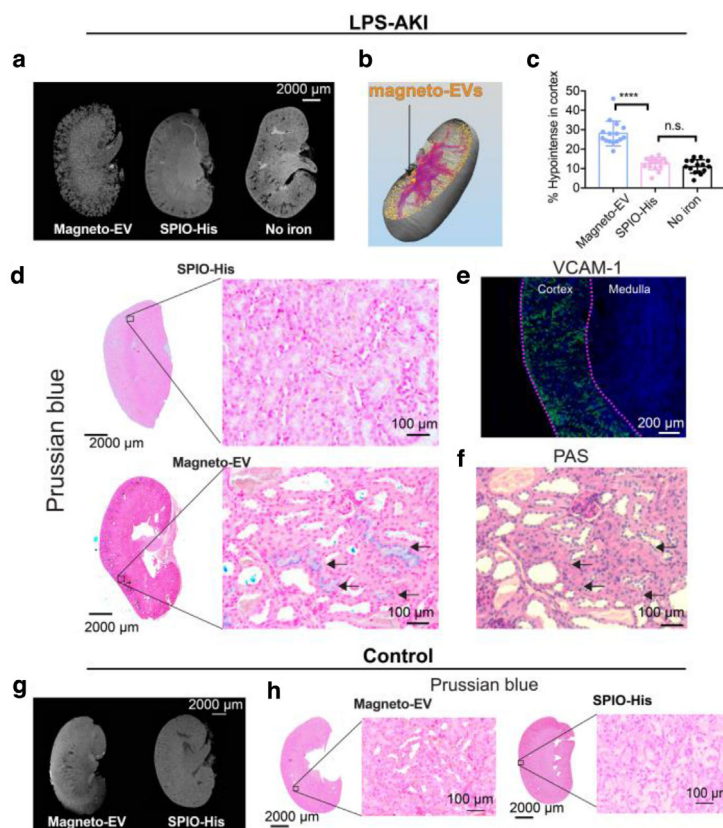 LPS-AKI
a
2000 µm
Magneto-EV SPIO-His No iron
b
magneto-EVs
c
% Hypointense in cortex
50
40
30
20
10
0
****
n.s.
Magneto-EV
SPIO-His
No iron
d
Prussian blue
SPIO-His
2000 µm
100 µm
Magneto-EV
2000 µm
100 µm
e
VCAM-1
Cortex Medulla
200 µm
f
PAS
100 µm
Control
g
2000 µm
Magneto-EV SPIO-His
h
Prussian blue
Magneto-EV
2000 µm
100 µm
SPIO-His
2000 µm
100 µm